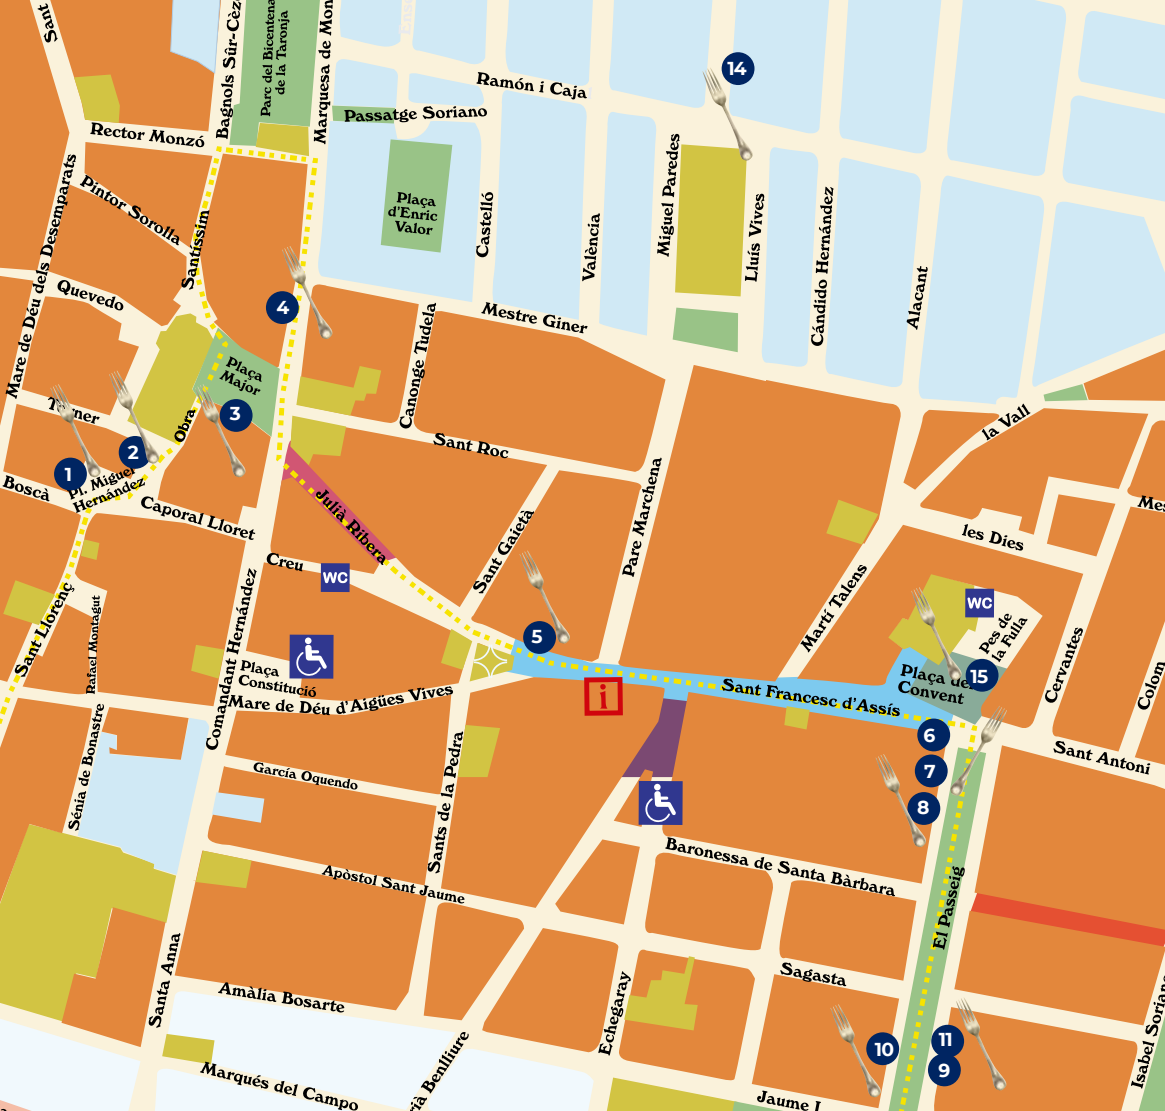 Sant
Bagnols Sûr-Cèz
Parc del Bicentena
de la Taronja
Marquesa de Mon
14
Ramón i Caja
Passatge Soriano
Rector Monzó
Mare de Déu dels Desemparats
Pintor Sorolla
Santíssim
Plaça
d'Enric
Valor
Castelló
València
Miguel Paredes
Lluís Vives
Cándido Hernández
Alacant
Quevedo
4
Canonge Tudela
Mestre Giner
Plaça
Major
3
Obra
2
1
Boscà
Pl. Miguel
Hernández
Caporal Lloret
Sant Roc
la Vall
Julià Ribera
Sant Gaietà
Pare Marchena
Mes
les Dies
Creu
WC
Martí Talens
WC
Pes de
la Fulla
Sant Llorenç
Rafael Montagut
Comandant Hernández
5
Plaça
Constitució
Mare de Déu d'Aigües Vives
i
Sant Francesc d'Assís
Plaça del
Convent
15
Cervantes
Colom
6
7
8
Sant Antoni
Sénia de Bonastre
García Oquendo
Sants de la Pedra
Baronessa de Santa Bàrbara
Apòstol Sant Jaume
El Passeig
Santa Anna
Sagasta
Amàlia Bosarte
Echegaray
Isabel Soriano
10
11
9
Marqués del Campo
rià Benlliure
Jaume I